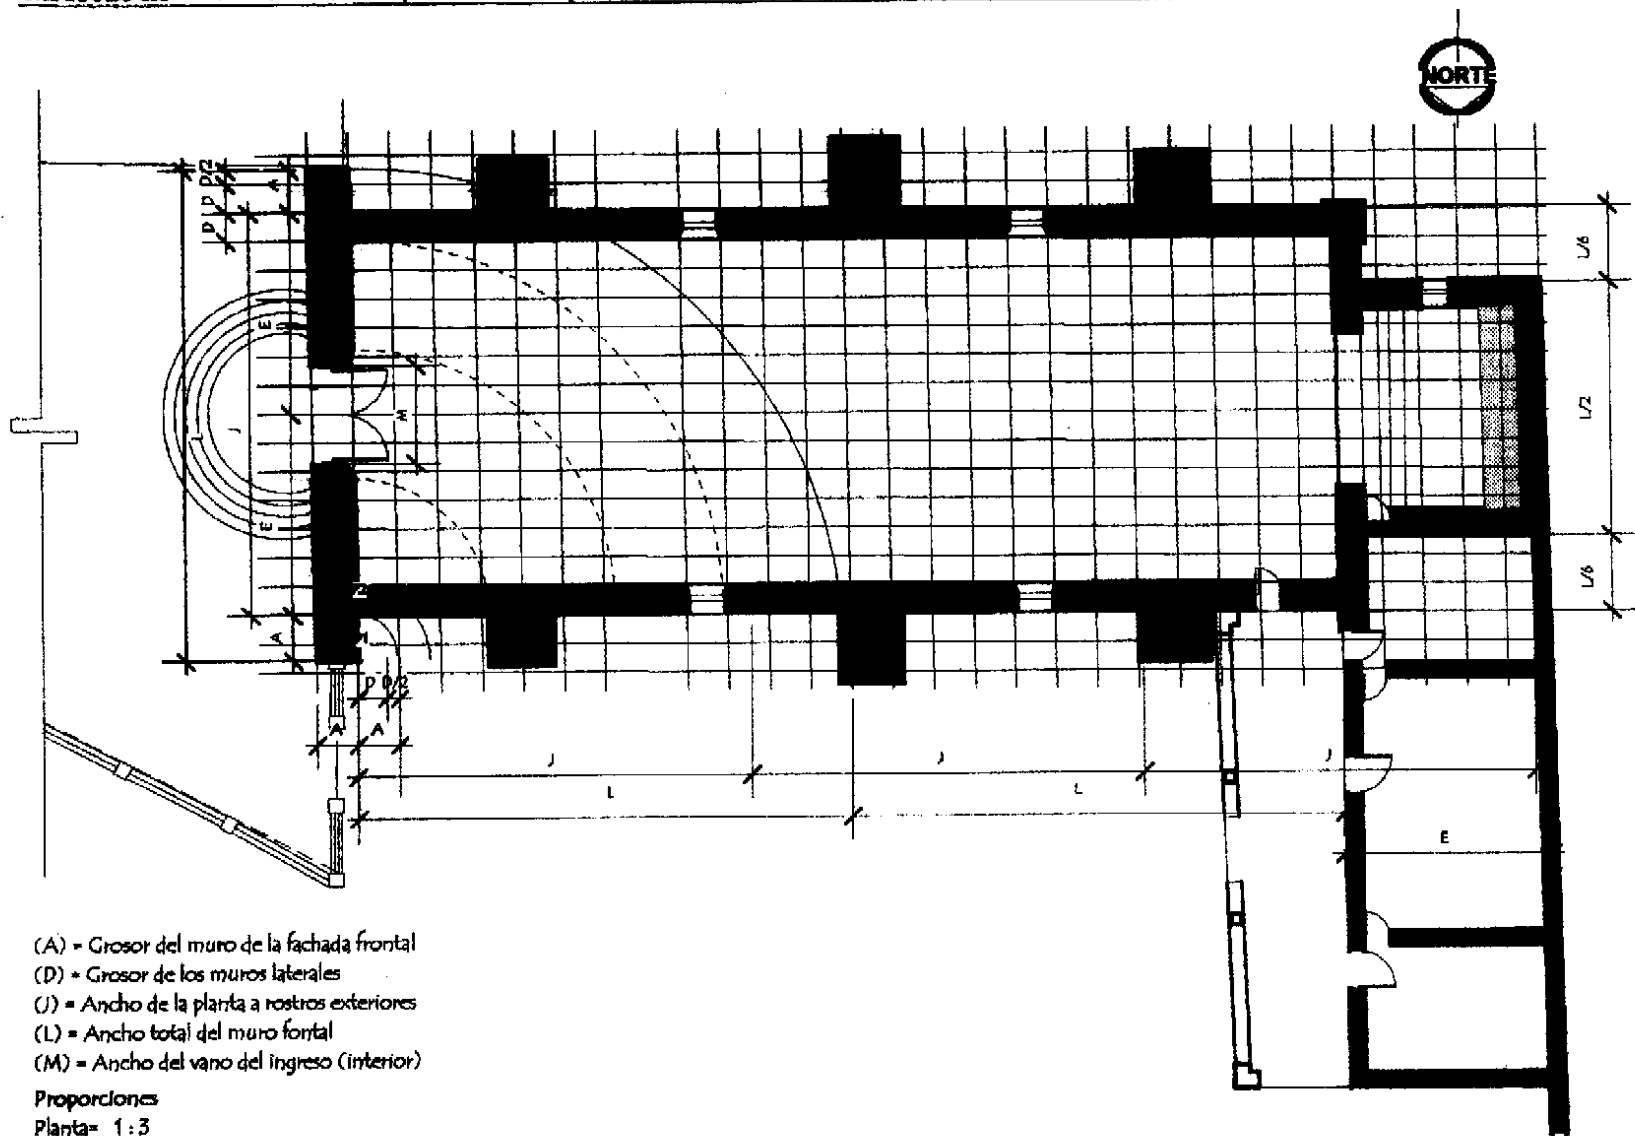 NORTE
D/2
D
D
A
L/6
E
M
L/2
L
J
E
A
L/6
D D/2
A A
J J J
L L
E
(A) = Grosor del muro de la fachada frontal
(D) = Grosor de los muros laterales
(J) = Ancho de la planta a rostros exteriores
(L) = Ancho total del muro fontal
(M) = Ancho del vano del ingreso (interior)
Proporciones
Planta= 1:3